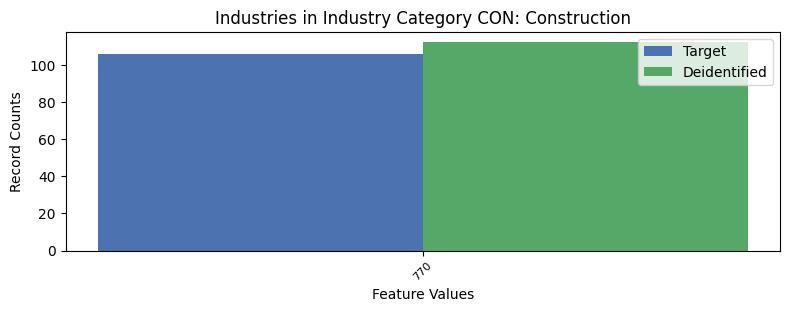 Industries in Industry Category CON: Construction
Target
Deidentified
Record Counts
100
80
60
40
20
0
770
Feature Values